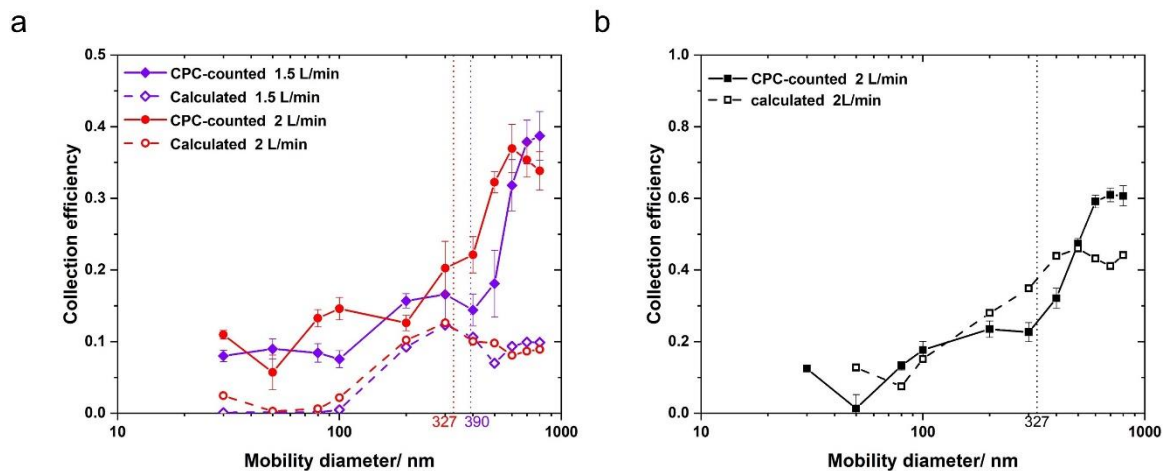 a
0.5
0.4
0.3
0.2
0.1
0.0
Collection efficiency
CPC-counted 1.5 L/min
Calculated 1.5 L/min
CPC-counted 2 L/min
Calculated 2 L/min
327 390
10 100 1000
Mobility diameter/ nm
b
1.0
0.8
0.6
0.4
0.2
0.0
Collection efficiency
CPC-counted 2 L/min
calculated 2L/min
327
10 100 1000
Mobility diameter/ nm